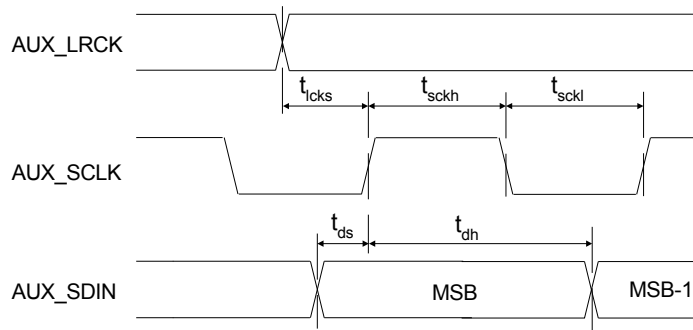 AUX_LRCK
t_lcks t_sckh t_sckl
AUX_SCLK
t_ds t_dh
AUX_SDIN MSB MSB-1